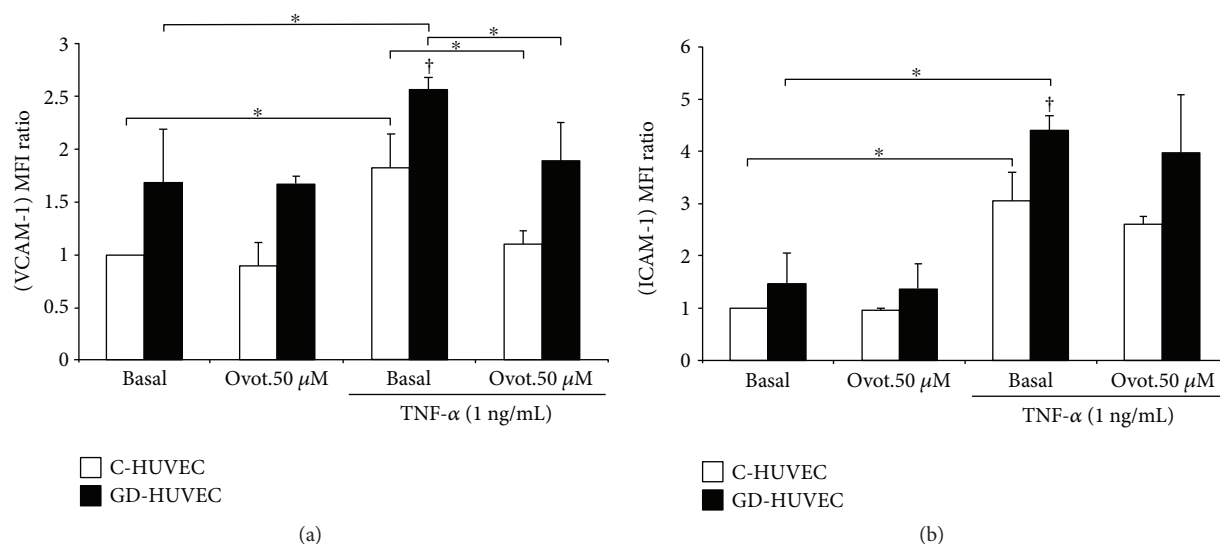 (VCAM-1) MFI ratio
3
2.5
2
1.5
1
0.5
0
*
*
*
*
†
Basal
Ovot.50 μM
Basal
Ovot.50 μM
TNF-α (1 ng/mL)
C-HUVEC
GD-HUVEC
(a)
(ICAM-1) MFI ratio
6
5
4
3
2
1
0
*
*
†
Basal
Ovot.50 μM
Basal
Ovot.50 μM
TNF-α (1 ng/mL)
C-HUVEC
GD-HUVEC
(b)